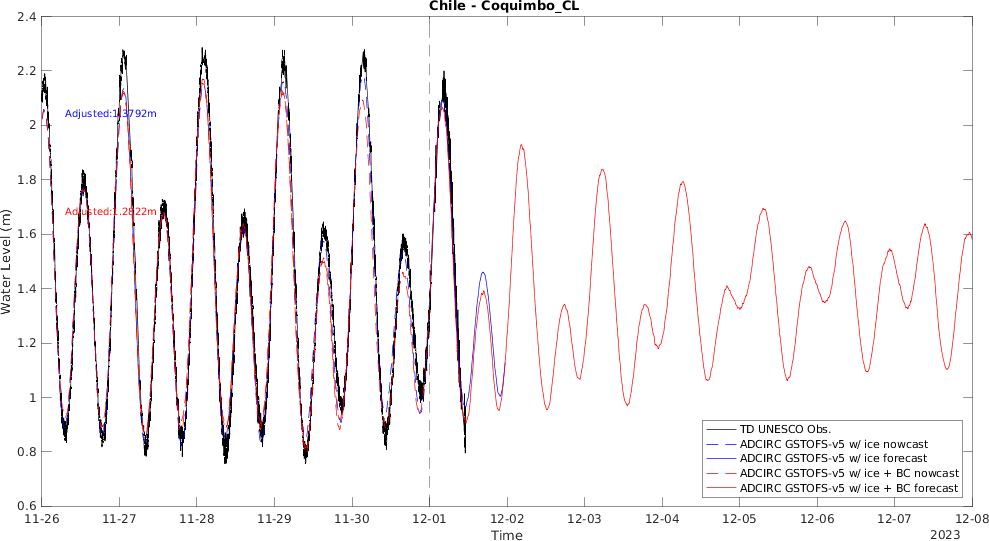 Chile - Coquimbo_CL
2.4
2.2
2
1.8
1.6
1.4
1.2
1
0.8
0.6
Water Level (m)
Adjusted:1.3792m
Adjusted:1.2822m
TD UNESCO Obs.
ADCIRC GSTOFS-v5 w/ ice nowcast
ADCIRC GSTOFS-v5 w/ ice forecast
ADCIRC GSTOFS-v5 w/ ice + BC nowcast
ADCIRC GSTOFS-v5 w/ ice + BC forecast
11-26 11-27 11-28 11-29 11-30 12-01 12-02 12-03 12-04 12-05 12-06 12-07 12-08
Time
2023